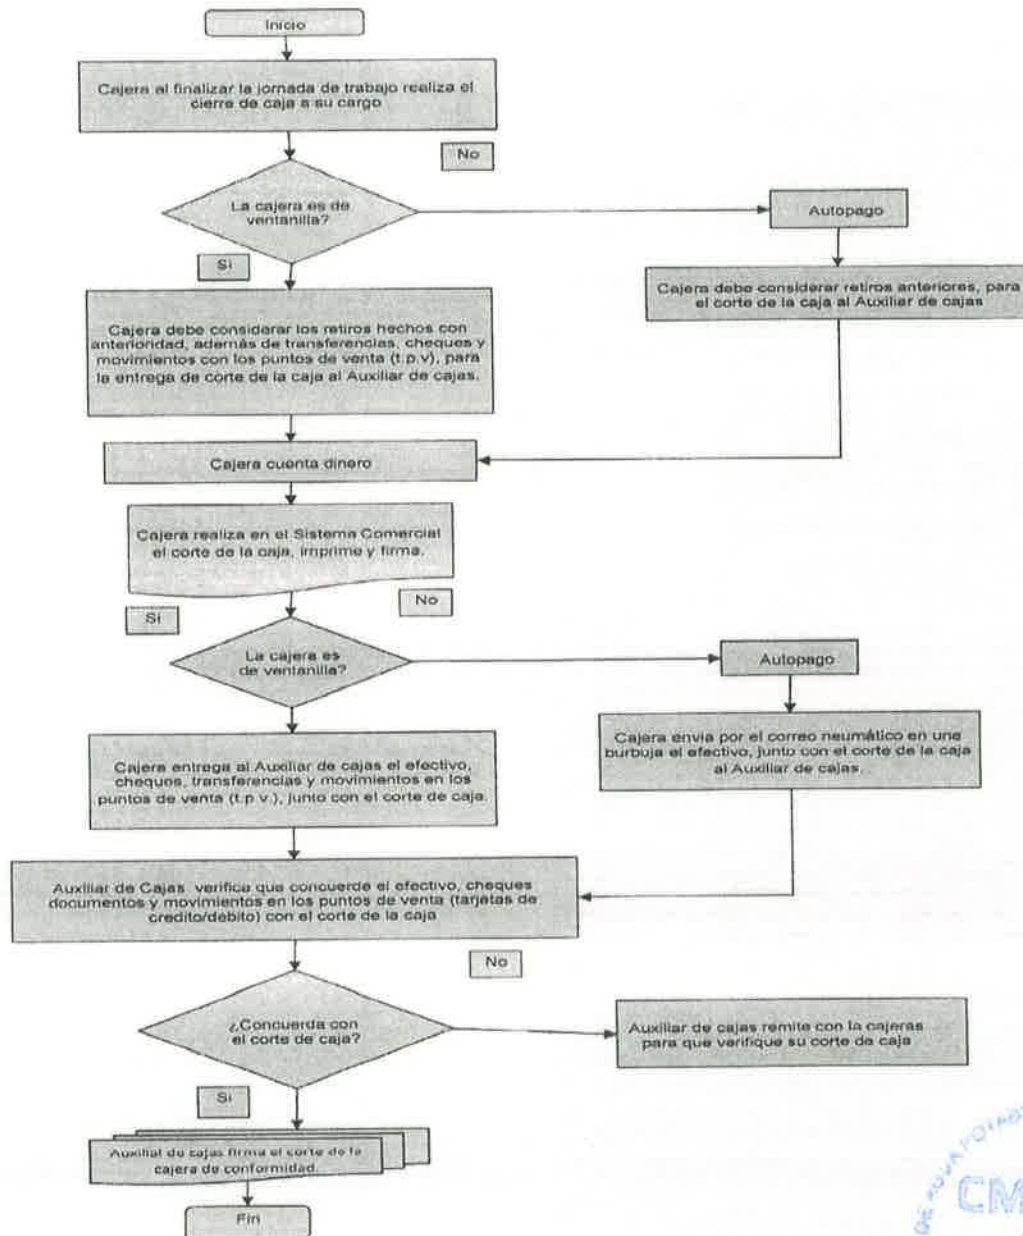 Inicio
Cajera al finalizar la jornada de trabajo realiza el
cierre de caja a su cargo
No
La cajera es de
ventanilla?
Autopago
Si
Cajera debe considerar retiros anteriores, para
el corte de la caja al Auxiliar de cajas
Cajera debe considerar los retiros hechos con
anterioridad, además de transferencias, cheques y
movimientos con los puntos de venta (t.p.v), para
la entrega de corte de la caja al Auxiliar de cajas.
Cajera cuenta dinero
Cajera realiza en el Sistema Comercial
el corte de la caja, imprime y firma.
No
Si
La cajera es
de ventanilla?
Autopago
Cajera envia por el correo neumático en une
burbuja el efectivo, junto con el corte de la caja
al Auxiliar de cajas.
Cajera entrega al Auxiliar de cajas el efectivo,
cheques, transferencias y movimientos en los
puntos de venta (t.p.v.), junto con el corte de caja.
Auxiliar de Cajas verifica que concuerde el efectivo, cheques
documentos y movimientos en los puntos de venta (tarjetas de
credito/debito) con el corte de la caja
No
¿Concuerda con
el corte de caja?
Auxiliar de cajas remite con la cajeras
para que verifique su corte de caja
Si
Auxiliar de cajas firma el corte de la
cajera de conformidad.
Fin
DE AGUA POTAB
CM